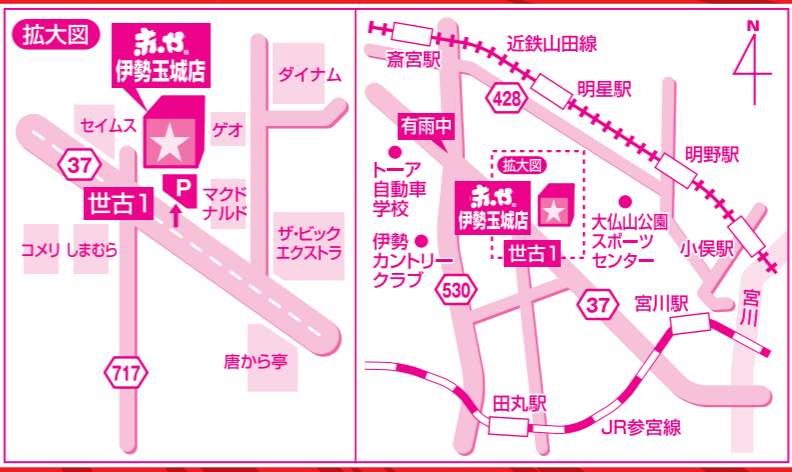 拡大図
赤や®
伊勢玉城店
ダイナム
セイムス
ゲオ
37
P
世古1
マクド
ナルド
コメリ しまむら
ザ・ビック
エクストラ
717
唐から亭
近鉄山田線
斎宮駅
N
明星駅
428
有雨中
明野駅
トーア
自動車
学校
拡大図
赤や®
伊勢玉城店
大仏山公園
スポーツ
センター
小俣駅
伊勢
カントリー
クラブ
世古1
530
37
宮川駅
宮川
田丸駅
JR参宮線